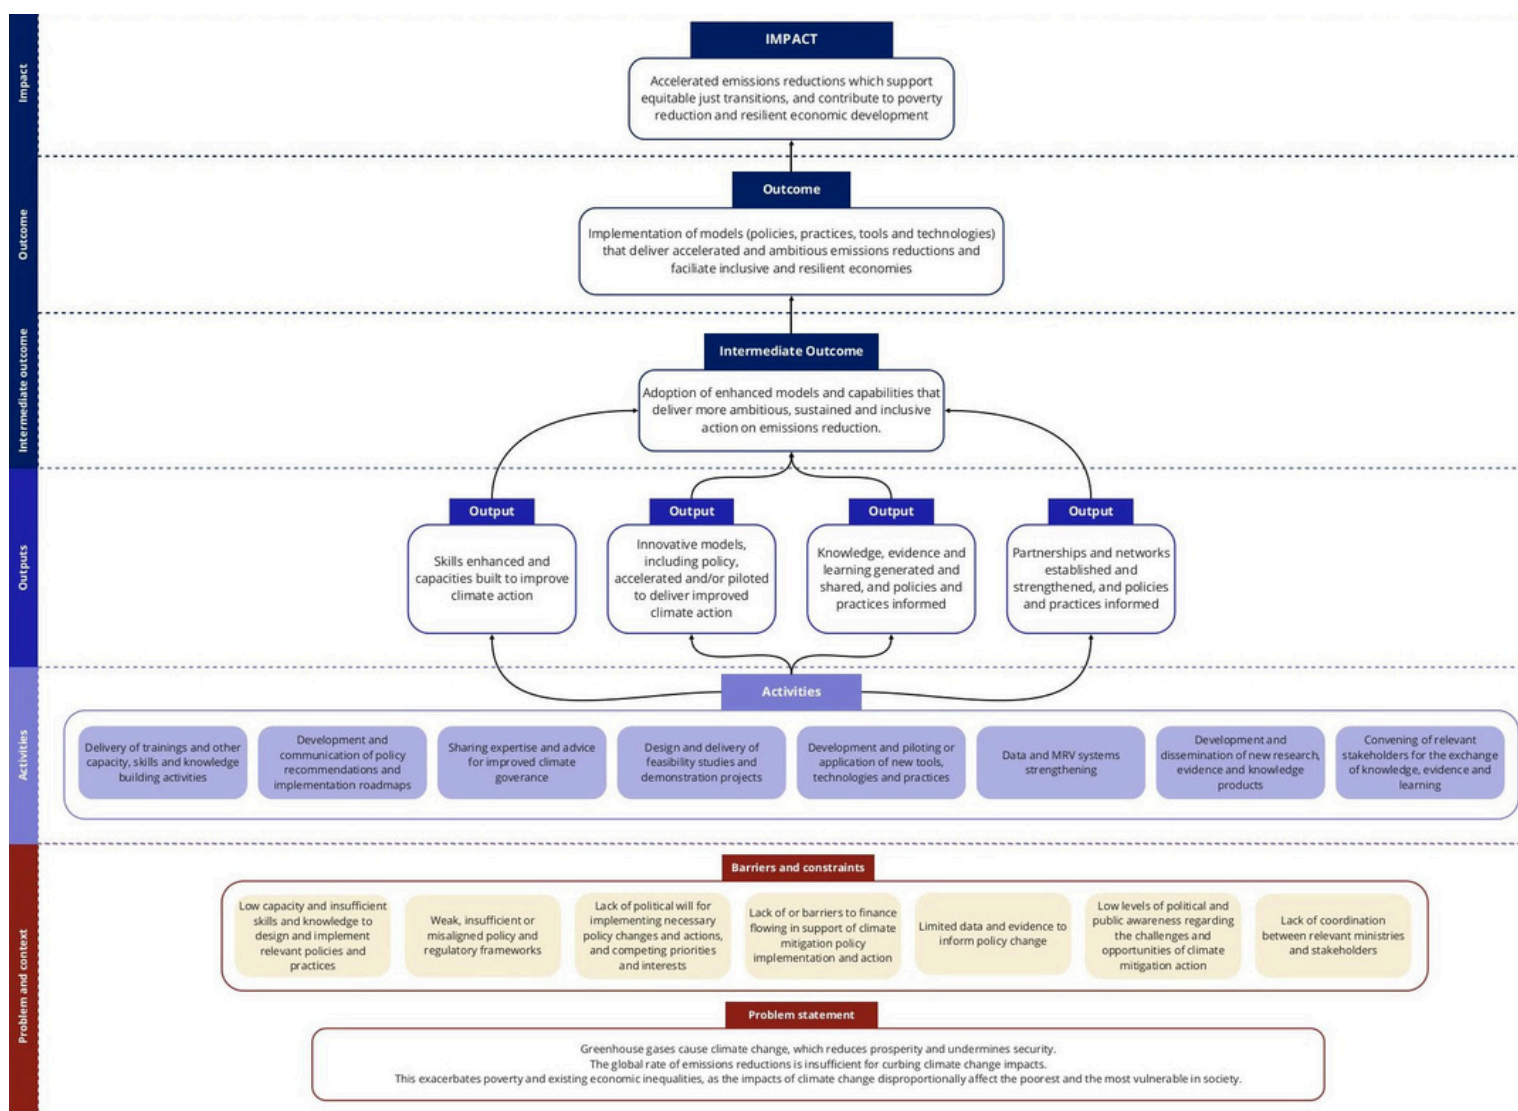 Impact
IMPACT
Accelerated emissions reductions which support
equitable just transitions, and contribute to poverty
reduction and resilient economic development
Outcome
Outcome
Implementation of models (policies, practices, tools and technologies)
that deliver accelerated and ambitious emissions reductions and
faciliate inclusive and resilient economies
Intermediate outcome
Intermediate Outcome
Adoption of enhanced models and capabilities that
deliver more ambitious, sustained and inclusive
action on emissions reduction.
Outputs
Output
Skills enhanced and
capacities built to improve
climate action
Output
Innovative models,
including policy,
accelerated and/or piloted
to deliver improved
climate action
Output
Knowledge, evidence and
learning generated and
shared, and policies and
practices informed
Output
Partnerships and networks
established and
strengthened, and policies
and practices informed
Activities
Activities
Delivery of trainings and other
capacity, skills and knowledge
building activities
Development and
communication of policy
recommendations and
implementation roadmaps
Sharing expertise and advice
for improved climate
goverance
Design and delivery of
feasibility studies and
demonstration projects
Development and piloting or
application of new tools,
technologies and practices
Data and MRV systems
strengthening
Development and
dissemination of new research,
evidence and knowledge
products
Convening of relevant
stakeholders for the exchange
of knowledge, evidence and
learning
Problem and context
Barriers and constraints
Low capacity and insufficient
skills and knowledge to
design and implement
relevant policies and
practices
Weak, insufficient or
misaligned policy and
regulatory frameworks
Lack of political will for
implementing necessary
policy changes and actions,
and competing priorities
and interests
Lack of or barriers to finance
flowing in support of climate
mitigation policy
implementation and action
Limited data and evidence to
inform policy change
Low levels of political and
public awareness regarding
the challenges and
opportunities of climate
mitigation action
Lack of coordination
between relevant ministries
and stakeholders
Problem statement
Greenhouse gases cause climate change, which reduces prosperity and undermines security.
The global rate of emissions reductions is insufficient for curbing climate change impacts.
This exacerbates poverty and existing economic inequalities, as the impacts of climate change disproportionally affect the poorest and the most vulnerable in society.